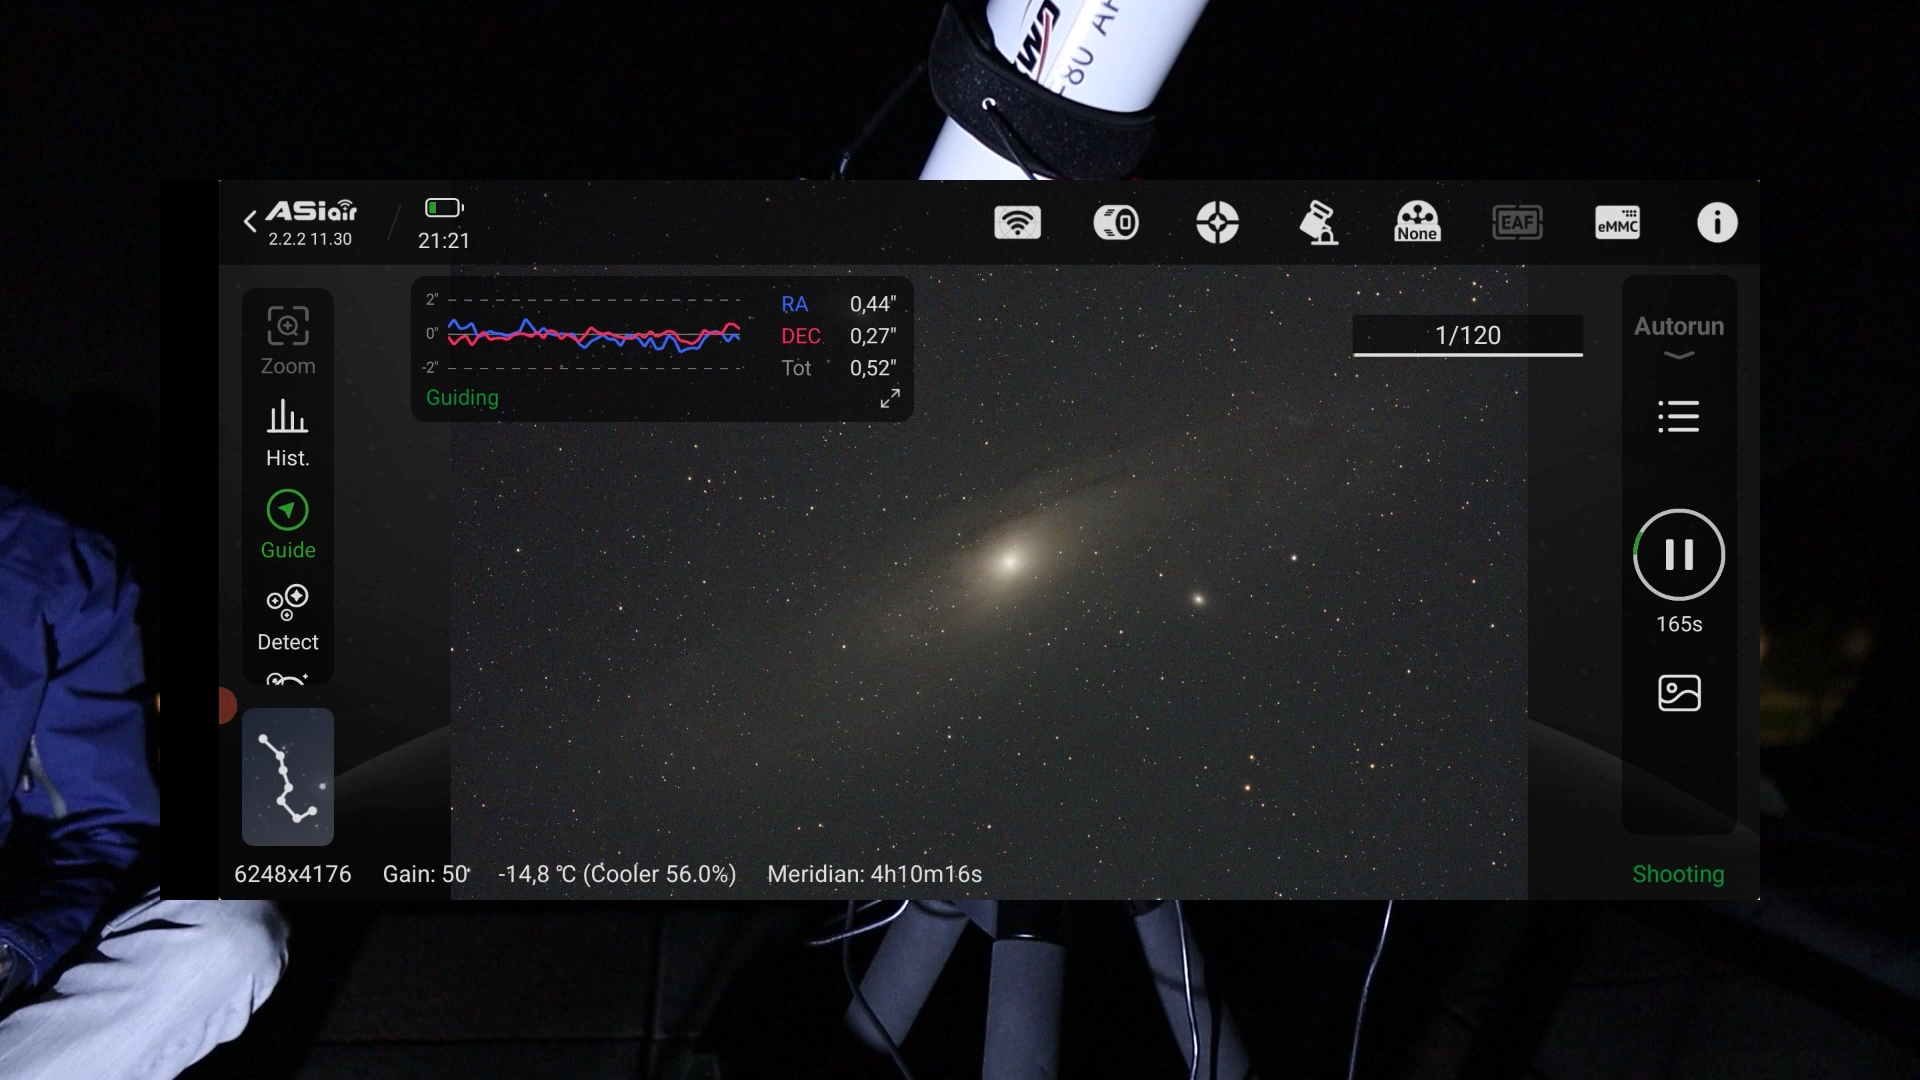 -80 AP
ASiair
2.2.2 11.30
21:21
None
EAF
eMMC
2"
0"
-2"
RA 0,44"
DEC 0,27"
Tot 0,52"
Guiding
1/120
Autorun
Zoom
Hist.
Guide
Detect
165s
6248x4176 Gain: 50 -14,8 °C (Cooler 56.0%) Meridian: 4h10m16s
Shooting